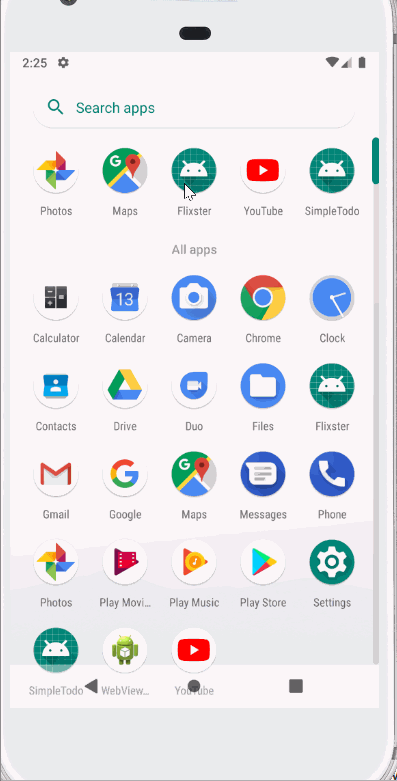 2:25
Search apps
Photos Maps Flixster YouTube SimpleTodo
All apps
13
Calculator Calendar Camera Chrome Clock
Contacts Drive Duo Files Flixster
Gmail Google Maps Messages Phone
Photos Play Movi... Play Music Play Store Settings
SimpleTodo WebView... YouTube